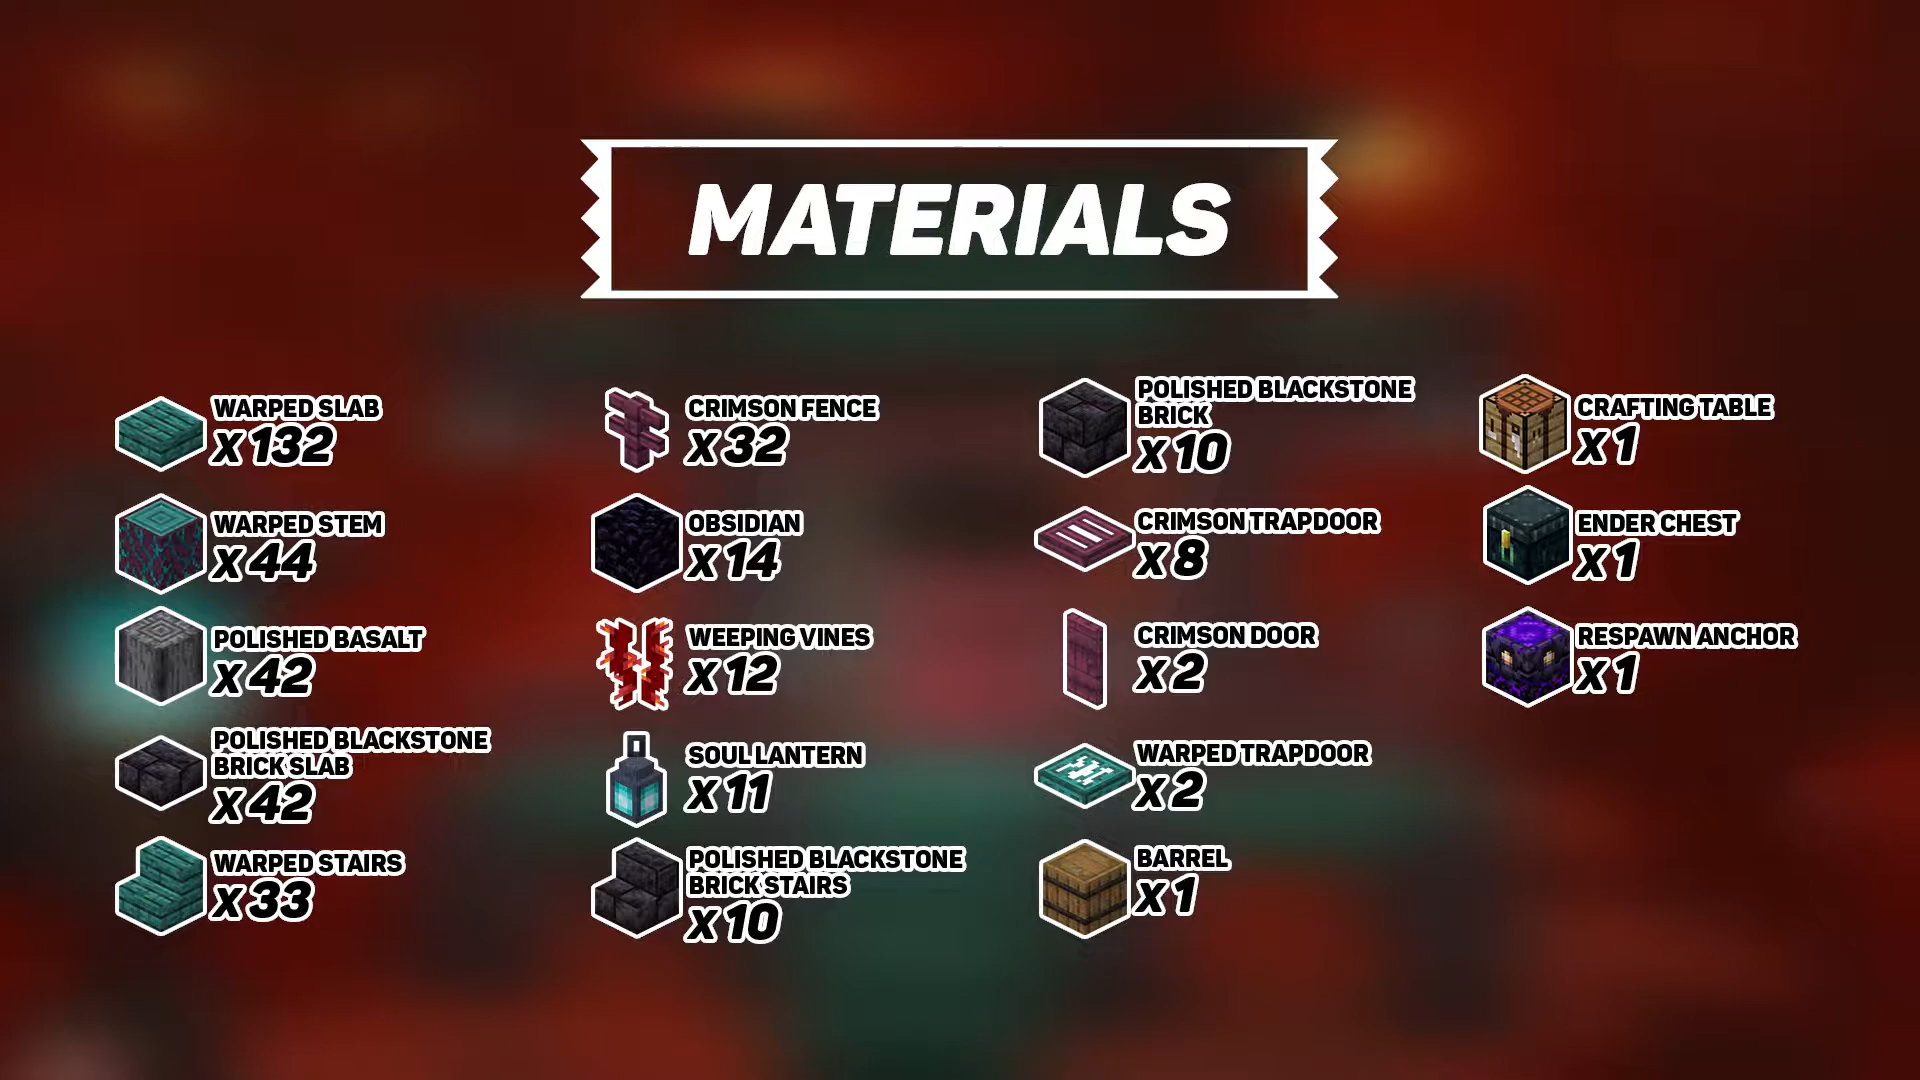 MATERIALS
WARPED SLAB
X 132
WARPED STEM
X 44
POLISHED BASALT
X 42
POLISHED BLACKSTONE
BRICK SLAB
X 42
WARPED STAIRS
X 33
CRIMSON FENCE
X 32
OBSIDIAN
X 14
WEEPING VINES
X 12
SOUL LANTERN
X 11
POLISHED BLACKSTONE
BRICK STAIRS
X 10
POLISHED BLACKSTONE
BRICK
X 10
CRIMSON TRAPDOOR
X 8
CRIMSON DOOR
X 2
WARPED TRAPDOOR
X 2
BARREL
X 1
CRAFTING TABLE
X 1
ENDER CHEST
X 1
RESPAWN ANCHOR
X 1